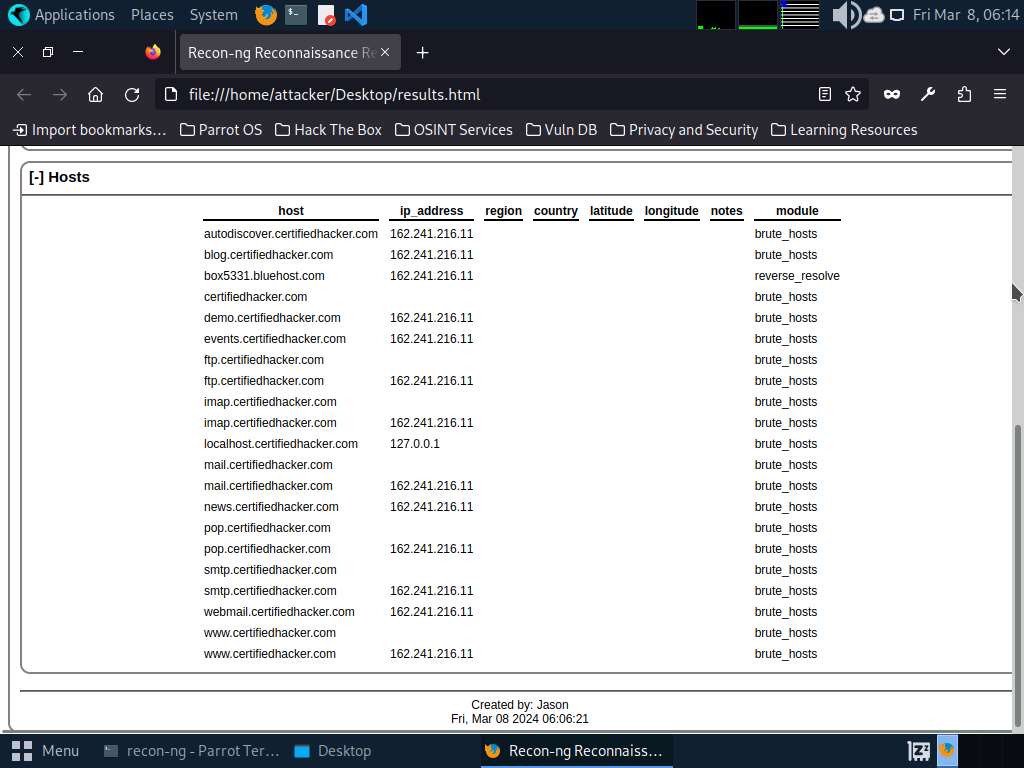 Applications Places System Fri Mar 8, 06:14
Recon-ng Reconnaissance Re
file:///home/attacker/Desktop/results.html
Import bookmarks... Parrot OS Hack The Box OSINT Services Vuln DB Privacy and Security Learning Resources
[-] Hosts
host ip_address region country latitude longitude notes module
autodiscover.certifiedhacker.com 162.241.216.11 brute_hosts
blog.certifiedhacker.com 162.241.216.11 brute_hosts
box5331.bluehost.com 162.241.216.11 reverse_resolve
certifiedhacker.com brute_hosts
demo.certifiedhacker.com 162.241.216.11 brute_hosts
events.certifiedhacker.com 162.241.216.11 brute_hosts
ftp.certifiedhacker.com brute_hosts
ftp.certifiedhacker.com 162.241.216.11 brute_hosts
imap.certifiedhacker.com brute_hosts
imap.certifiedhacker.com 162.241.216.11 brute_hosts
localhost.certifiedhacker.com 127.0.0.1 brute_hosts
mail.certifiedhacker.com brute_hosts
mail.certifiedhacker.com 162.241.216.11 brute_hosts
news.certifiedhacker.com 162.241.216.11 brute_hosts
pop.certifiedhacker.com brute_hosts
pop.certifiedhacker.com 162.241.216.11 brute_hosts
smtp.certifiedhacker.com brute_hosts
smtp.certifiedhacker.com 162.241.216.11 brute_hosts
webmail.certifiedhacker.com 162.241.216.11 brute_hosts
www.certifiedhacker.com brute_hosts
www.certifiedhacker.com 162.241.216.11 brute_hosts
Created by: Jason
Fri, Mar 08 2024 06:06:21
Menu recon-ng - Parrot Ter... Desktop Recon-ng Reconnaiss...